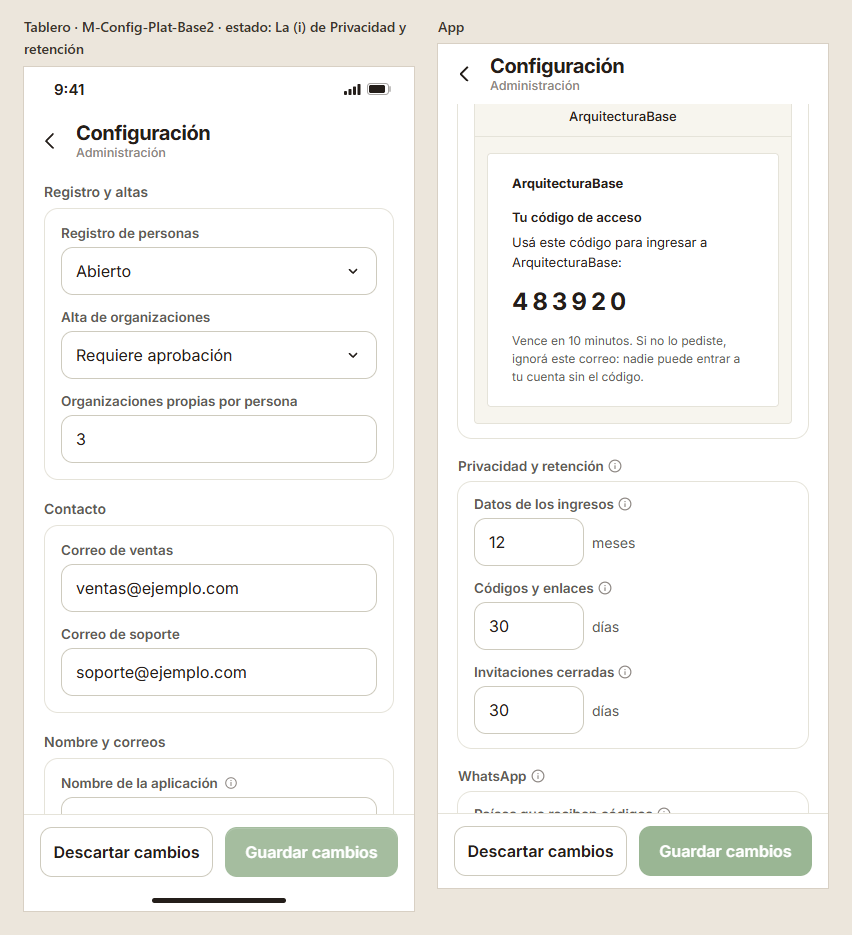 Tablero · M-Config-Plat-Base2 · estado: La (i) de Privacidad y
retención
9:41
Configuración
Administración
Registro y altas
Registro de personas
Abierto
Alta de organizaciones
Requiere aprobación
Organizaciones propias por persona
3
Contacto
Correo de ventas
ventas@ejemplo.com
Correo de soporte
soporte@ejemplo.com
Nombre y correos
Nombre de la aplicación
Descartar cambios
Guardar cambios
App
Configuración
Administración
ArquitecturaBase
ArquitecturaBase
Tu código de acceso
Usá este código para ingresar a
ArquitecturaBase:
483920
Vence en 10 minutos. Si no lo pediste,
ignorá este correo: nadie puede entrar a
tu cuenta sin el código.
Privacidad y retención
Datos de los ingresos
12 meses
Códigos y enlaces
30 días
Invitaciones cerradas
30 días
WhatsApp
Países que reciben códigos
Descartar cambios
Guardar cambios